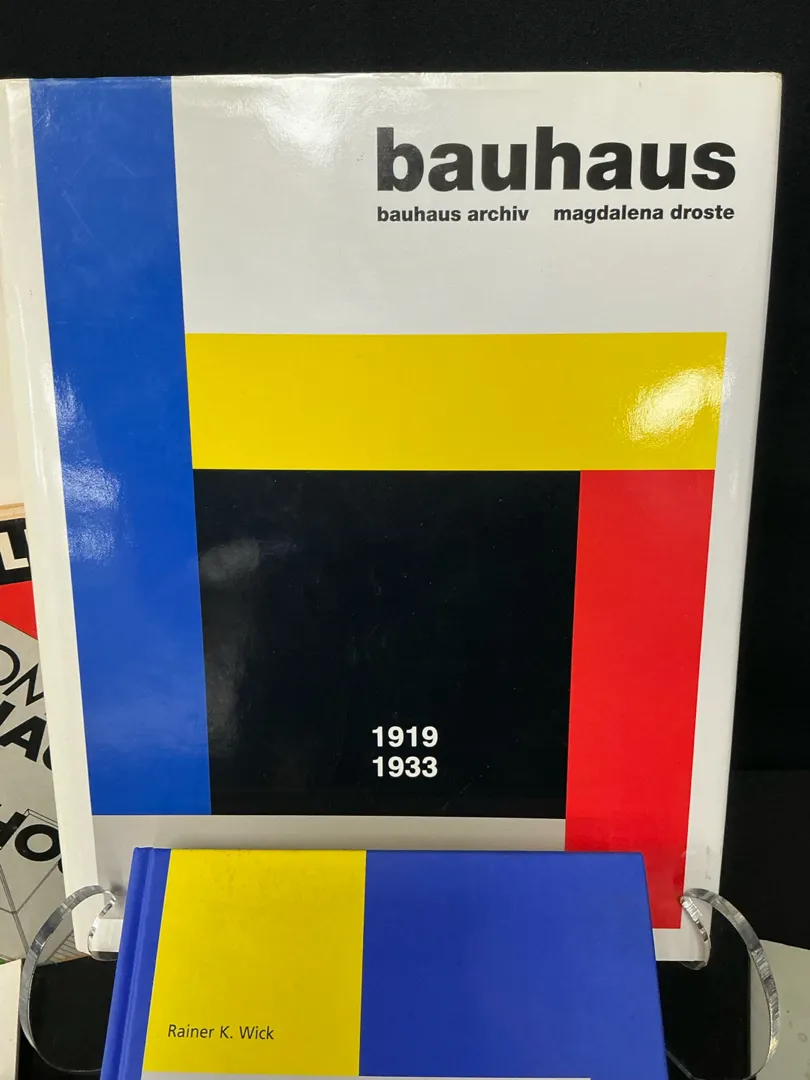 bauhaus
bauhaus archiv magdalena droste
1919
1933
Rainer K. Wick